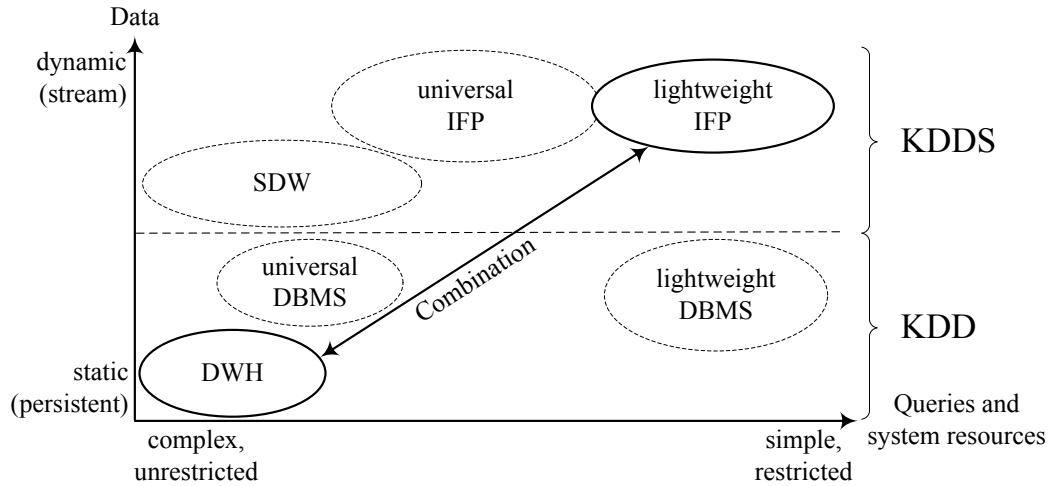 Data
dynamic
(stream)
universal
IFP
lightweight
IFP
KDDS
SDW
universal
DBMS
Combination
lightweight
DBMS
KDD
DWH
static
(persistent)
Queries and
system resources
complex,
unrestricted
simple,
restricted